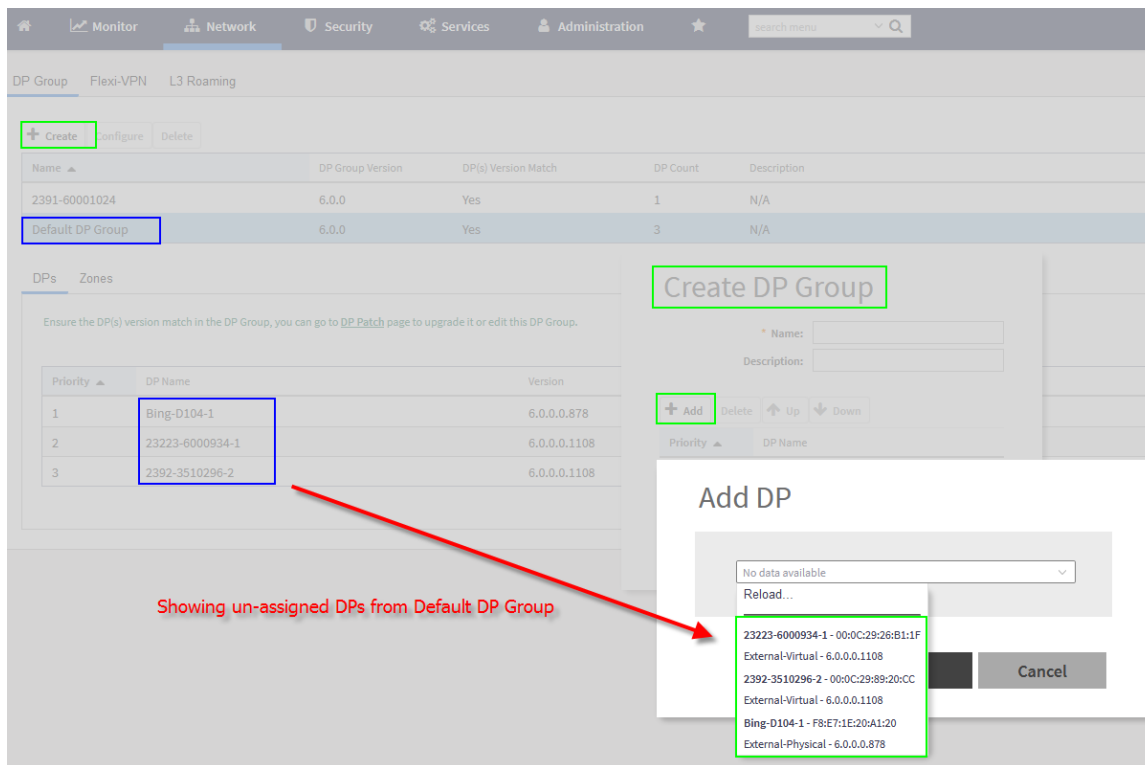 Monitor Network Security Services Administration search menu
DP Group Flexi-VPN L3 Roaming
+ Create Configure Delete
Name DP Group Version DP(s) Version Match DP Count Description
2391-60001024 6.0.0 Yes 1 N/A
Default DP Group 6.0.0 Yes 3 N/A
DPs Zones
Ensure the DP(s) version match in the DP Group, you can go to DP Patch page to upgrade it or edit this DP Group.
Priority DP Name Version
1 Bing-D104-1 6.0.0.0.878
2 23223-6000934-1 6.0.0.0.1108
3 2392-3510296-2 6.0.0.0.1108
Create DP Group
* Name:
Description:
+ Add Delete Up Down
Priority DP Name
Showing un-assigned DPs from Default DP Group
Add DP
No data available
Reload...
23223-6000934-1 - 00:0C:29:26:B1:1F
External-Virtual - 6.0.0.0.1108
2392-3510296-2 - 00:0C:29:89:20:CC
External-Virtual - 6.0.0.0.1108
Bing-D104-1 - F8:E7:1E:20:A1:20
External-Physical - 6.0.0.0.878
Cancel